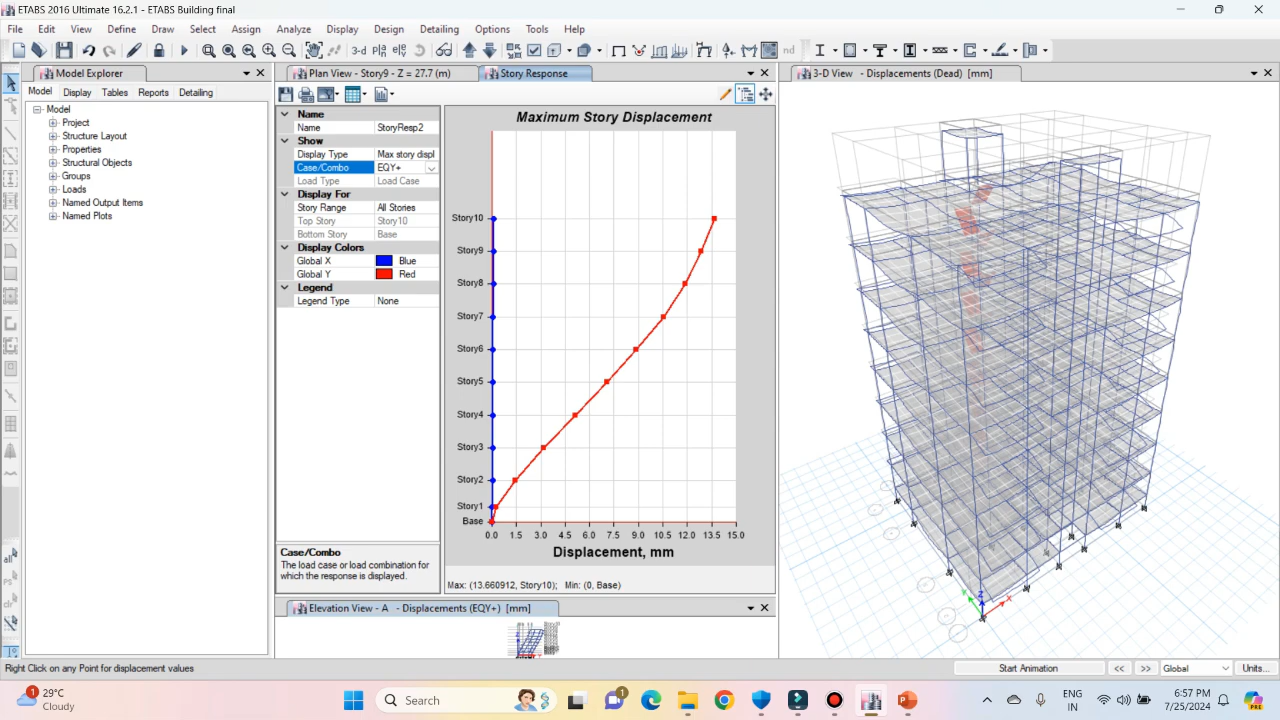 ETABS 2016 Ultimate 16.2.1 - ETABS Building final
File Edit View Define Draw Select Assign Analyze Display Design Detailing Options Tools Help
3-d plo ele nd
Model Explorer
Plan View - Story9 - Z = 27.7 (m)
Story Response
3-D View - Displacements (Dead) [mm]
Model Display Tables Reports Detailing
Model
Project
Structure Layout
Properties
Structural Objects
Groups
Loads
Named Output Items
Named Plots
Name
Name StoryResp2
Show
Display Type Max story displ
Case/Combo EQY+
Load Type Load Case
Display For
Story Range All Stories
Top Story Story10
Bottom Story Base
Display Colors
Global X Blue
Global Y Red
Legend
Legend Type None
Case/Combo
The load case or load combination for
which the response is displayed.
Maximum Story Displacement
Story10
Story9
Story8
Story7
Story6
Story5
Story4
Story3
Story2
Story1
Base
0.0 1.5 3.0 4.5 6.0 7.5 9.0 10.5 12.0 13.5 15.0
Displacement, mm
Max: (13.660912, Story10); Min: (0, Base)
Elevation View - A - Displacements (EQY+) [mm]
Z
Y
X
all
PS
clr
Right Click on any Point for displacement values
Start Animation << >> Global Units...
1
29°C
Cloudy
Search
1
ENG
IN
6:57 PM
7/25/2024
PRE